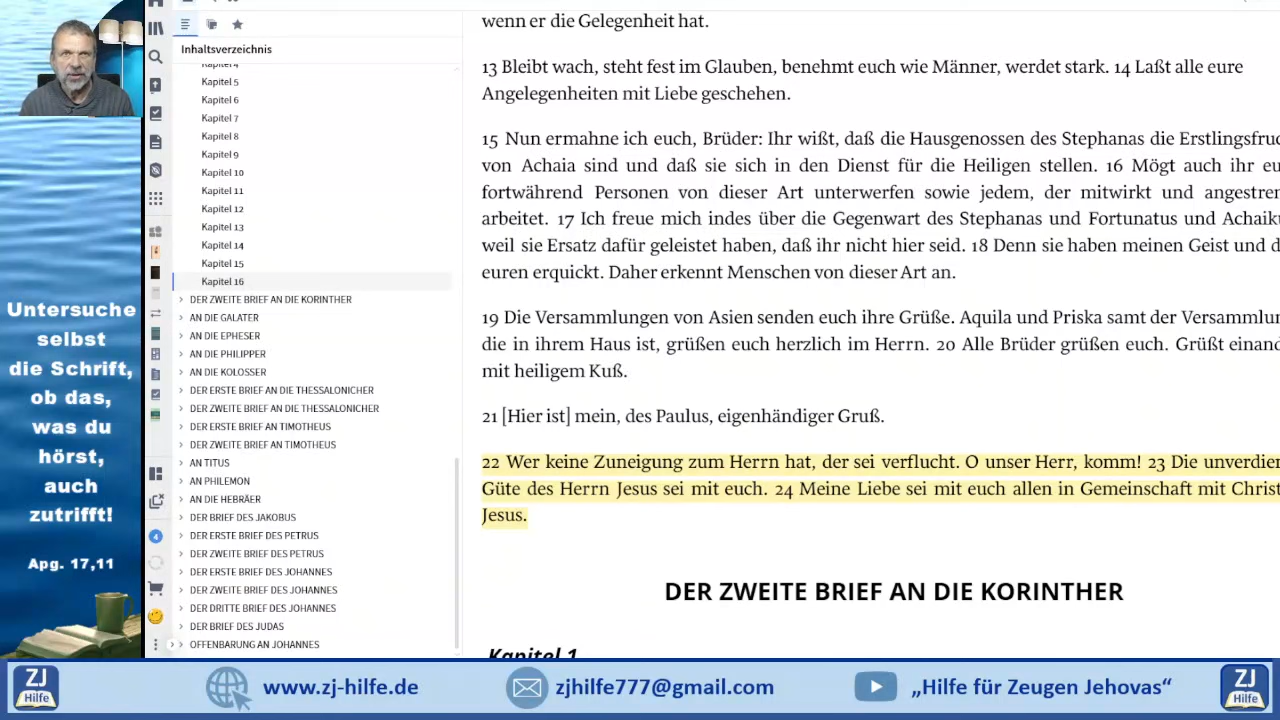 Untersuche
selbst
die Schrift,
ob das,
was du
hörst,
auch
zutrifft!
Apg. 17,11
Inhaltsverzeichnis
Kapitel 4
Kapitel 5
Kapitel 6
Kapitel 7
Kapitel 8
Kapitel 9
Kapitel 10
Kapitel 11
Kapitel 12
Kapitel 13
Kapitel 14
Kapitel 15
Kapitel 16
DER ZWEITE BRIEF AN DIE KORINTHER
AN DIE GALATER
AN DIE EPHESER
AN DIE PHILIPPER
AN DIE KOLOSSER
DER ERSTE BRIEF AN DIE THESSALONICHER
DER ZWEITE BRIEF AN DIE THESSALONICHER
DER ERSTE BRIEF AN TIMOTHEUS
DER ZWEITE BRIEF AN TIMOTHEUS
AN TITUS
AN PHILEMON
AN DIE HEBRÄER
DER BRIEF DES JAKOBUS
DER ERSTE BRIEF DES PETRUS
DER ZWEITE BRIEF DES PETRUS
DER ERSTE BRIEF DES JOHANNES
DER ZWEITE BRIEF DES JOHANNES
DER DRITTE BRIEF DES JOHANNES
DER BRIEF DES JUDAS
OFFENBARUNG AN JOHANNES
4
wenn er die Gelegenheit hat.
13 Bleibt wach, steht fest im Glauben, benehmt euch wie Männer, werdet stark. 14 Laßt alle eure
Angelegenheiten mit Liebe geschehen.
15 Nun ermahne ich euch, Brüder: Ihr wißt, daß die Hausgenossen des Stephanas die Erstlingsfruc
von Achaia sind und daß sie sich in den Dienst für die Heiligen stellen. 16 Mögt auch ihr eu
fortwährend Personen von dieser Art unterwerfen sowie jedem, der mitwirkt und angestren
arbeitet. 17 Ich freue mich indes über die Gegenwart des Stephanas und Fortunatus und Achaik
weil sie Ersatz dafür geleistet haben, daß ihr nicht hier seid. 18 Denn sie haben meinen Geist und d
euren erquickt. Daher erkennt Menschen von dieser Art an.
19 Die Versammlungen von Asien senden euch ihre Grüße. Aquila und Priska samt der Versammlun
die in ihrem Haus ist, grüßen euch herzlich im Herrn. 20 Alle Brüder grüßen euch. Grüßt einand
mit heiligem Kuß.
21 [Hier ist] mein, des Paulus, eigenhändiger Gruß.
22 Wer keine Zuneigung zum Herrn hat, der sei verflucht. O unser Herr, komm! 23 Die unverdien
Güte des Herrn Jesus sei mit euch. 24 Meine Liebe sei mit euch allen in Gemeinschaft mit Christ
Jesus.
DER ZWEITE BRIEF AN DIE KORINTHER
Kapitel 1
ZJ
Hilfe
www.zj-hilfe.de
zjhilfe777@gmail.com
„Hilfe für Zeugen Jehovas“
ZJ
Hilfe